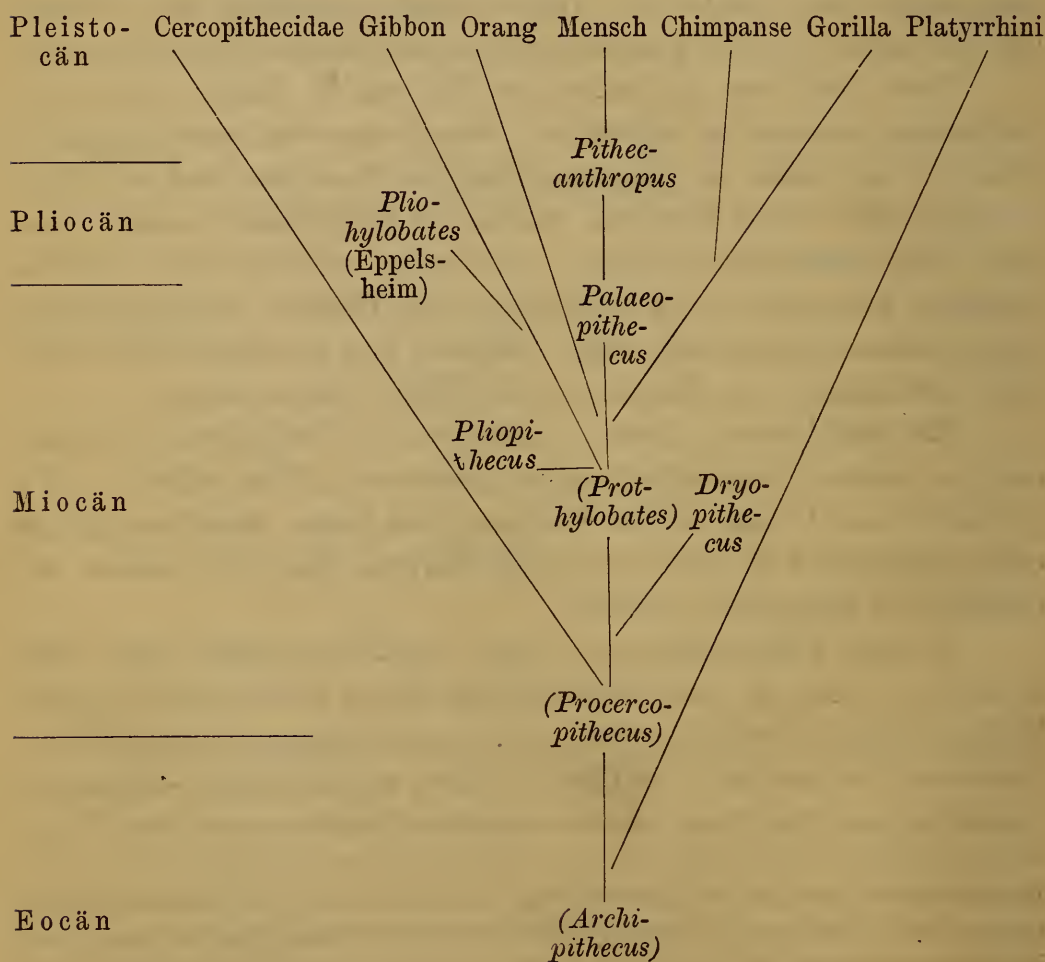 Pleisto- Cercopithecidae Gibbon Orang Mensch Chimpanse Gorilla Platyrrhini
cän
Pithec-
anthropus
Pliocän
Plio-
hylobates
(Eppels-
heim)
Palaeo-
pithe-
cus
Pliopi-
thecus
Miocän
(Prot-
hylobates)
Dryo-
pithe-
cus
(Procerco-
pithecus)
Eocän
(Archi-
pithecus)